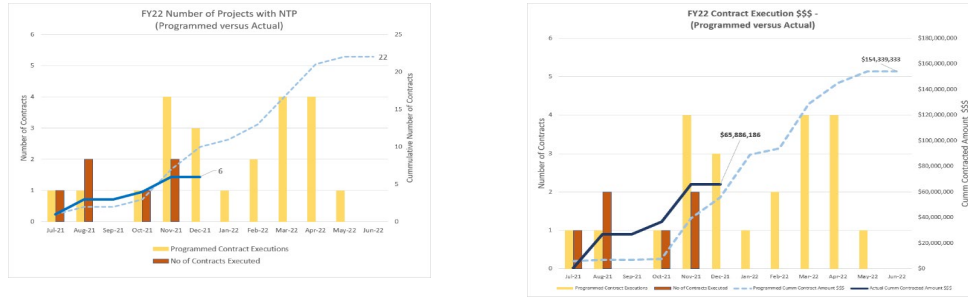 FY22 Number of Projects with NTP
(Programmed versus Actual)
6
5
4
3
2
1
0
Number of Contracts
25
20
15
10
5
0
Cummulative Number of Contracts
22
6
Jul-21 Aug-21 Sep-21 Oct-21 Nov-21 Dec-21 Jan-22 Feb-22 Mar-22 Apr-22 May-22 Jun-22
Programmed Contract Executions
No of Contracts Executed
FY22 Contract Execution $$$ -
(Programmed versus Actual)
6
5
4
3
2
1
0
Number of Contracts
$180,000,000
$160,000,000
$140,000,000
$120,000,000
$100,000,000
$80,000,000
$60,000,000
$40,000,000
$20,000,000
$0
Cumm Contracted Amount $$$
$154,339,333
$65,886,186
Jul-21 Aug-21 Sep-21 Oct-21 Nov-21 Dec-21 Jan-22 Feb-22 Mar-22 Apr-22 May-22 Jun-22
Programmed Contract Executions No of Contracts Executed Programmed Cumm Contract Amount $$$ Actual Cumm Contracted Amount $$$